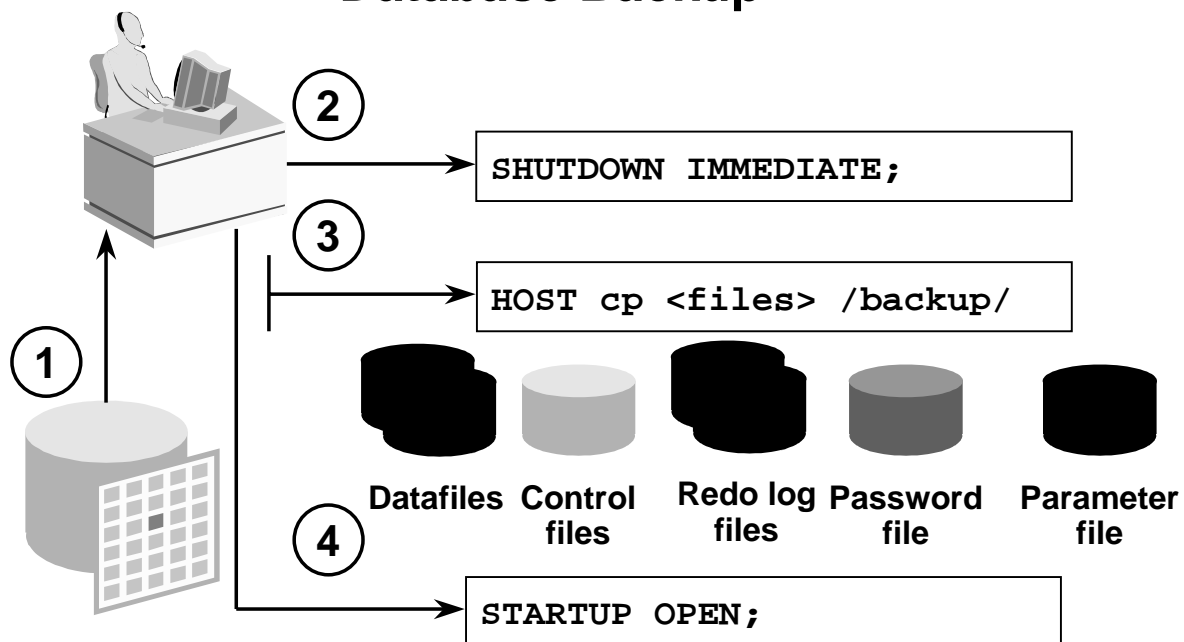 Database Backup
2
SHUTDOWN IMMEDIATE;
3
HOST cp <files> /backup/
1
Datafiles
Control
files
Redo log
files
Password
file
Parameter
file
4
STARTUP OPEN;